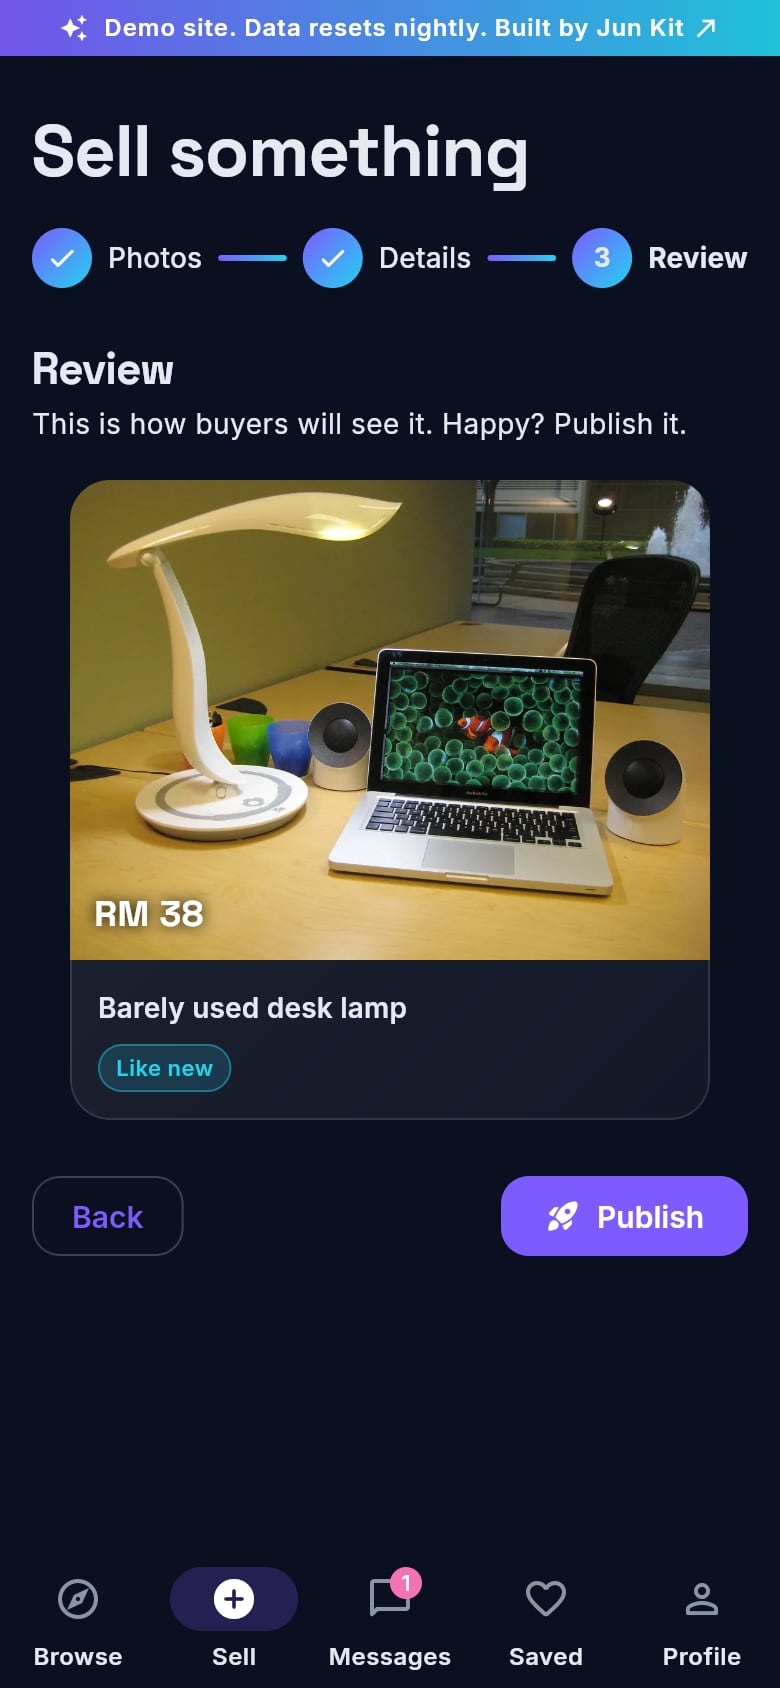 Demo site. Data resets nightly. Built by Jun Kit
Sell something
Photos
Details
3 Review
Review
This is how buyers will see it. Happy? Publish it.
RM 38
Barely used desk lamp
Like new
Back
Publish
1
Browse
Sell
Messages
Saved
Profile